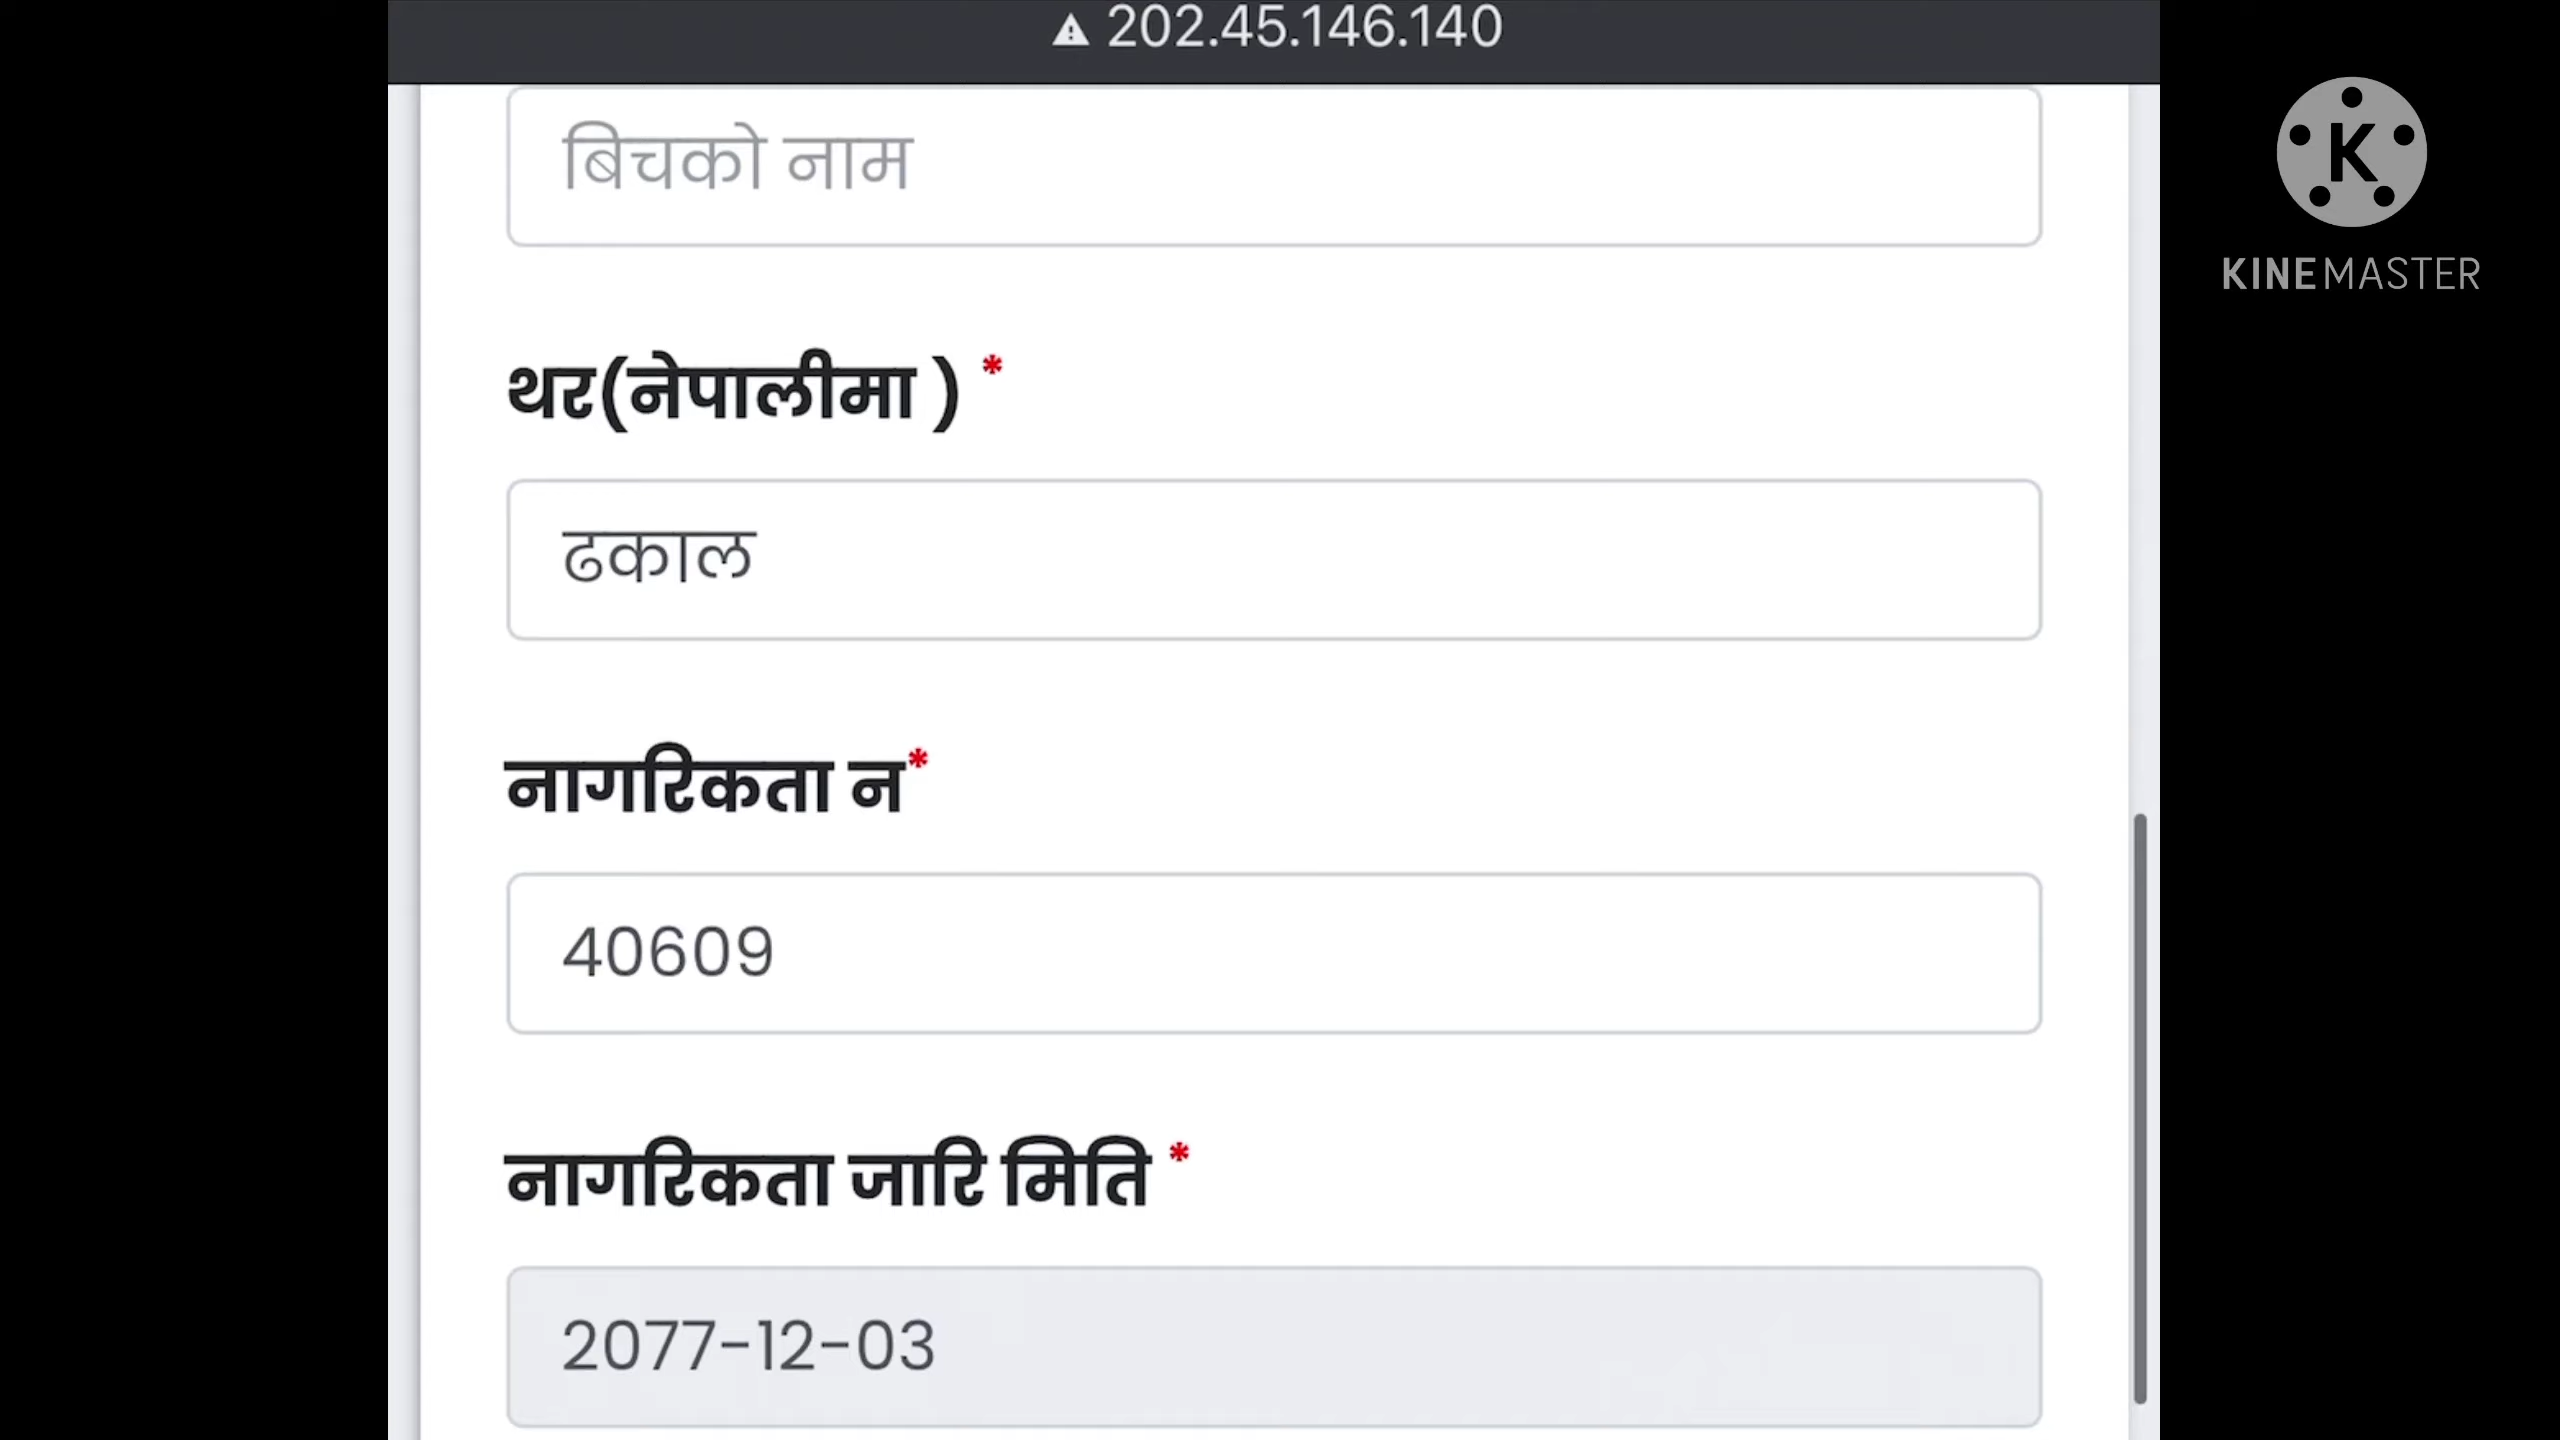 202.45.146.140
K
KINEMASTER
बिचको नाम
थर(नेपालीमा ) *
ढकाल
नागरिकता न*
40609
नागरिकता जारि मिति *
2077-12-03